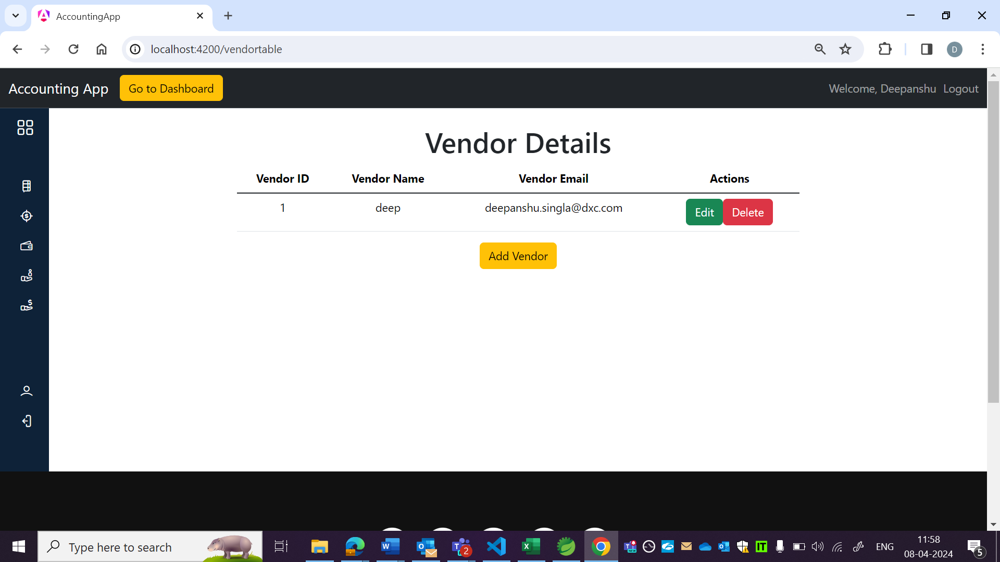 AccountingApp
localhost:4200/vendortable
D
Accounting App Go to Dashboard Welcome, Deepanshu Logout
Vendor Details
Vendor ID Vendor Name Vendor Email Actions
1 deep deepanshu.singla@dxc.com Edit Delete
Add Vendor
Type here to search
2
ENG
11:58
08-04-2024
5